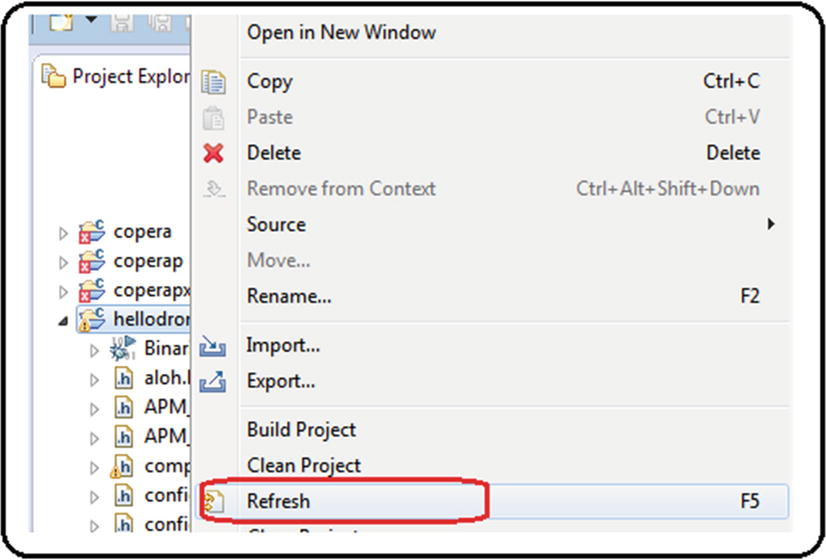 Open in New Window
Project Explor
Copy Ctrl+C
Paste Ctrl+V
Delete Delete
Remove from Context Ctrl+Alt+Shift+Down
Source
Move...
Rename... F2
Import...
Export...
Build Project
Clean Project
Refresh F5
copera
coperap
coperapx
hellodron
Binar
aloh.h
APM_
APM_
comp
confi
confi